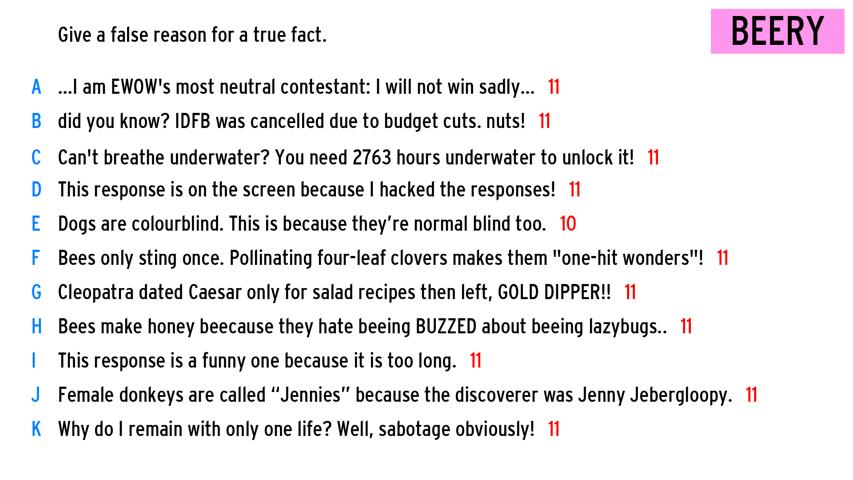 Give a false reason for a true fact.
BEERY
A ...I am EWOW's most neutral contestant: I will not win sadly... 11
B did you know? IDFB was cancelled due to budget cuts. nuts! 11
C Can't breathe underwater? You need 2763 hours underwater to unlock it! 11
D This response is on the screen because I hacked the responses! 11
E Dogs are colourblind. This is because they’re normal blind too. 10
F Bees only sting once. Pollinating four-leaf clovers makes them "one-hit wonders"! 11
G Cleopatra dated Caesar only for salad recipes then left, GOLD DIPPER!! 11
H Bees make honey beecause they hate beeing BUZZED about beeing lazybugs.. 11
I This response is a funny one because it is too long. 11
J Female donkeys are called “Jennies” because the discoverer was Jenny Jebergloopy. 11
K Why do I remain with only one life? Well, sabotage obviously! 11